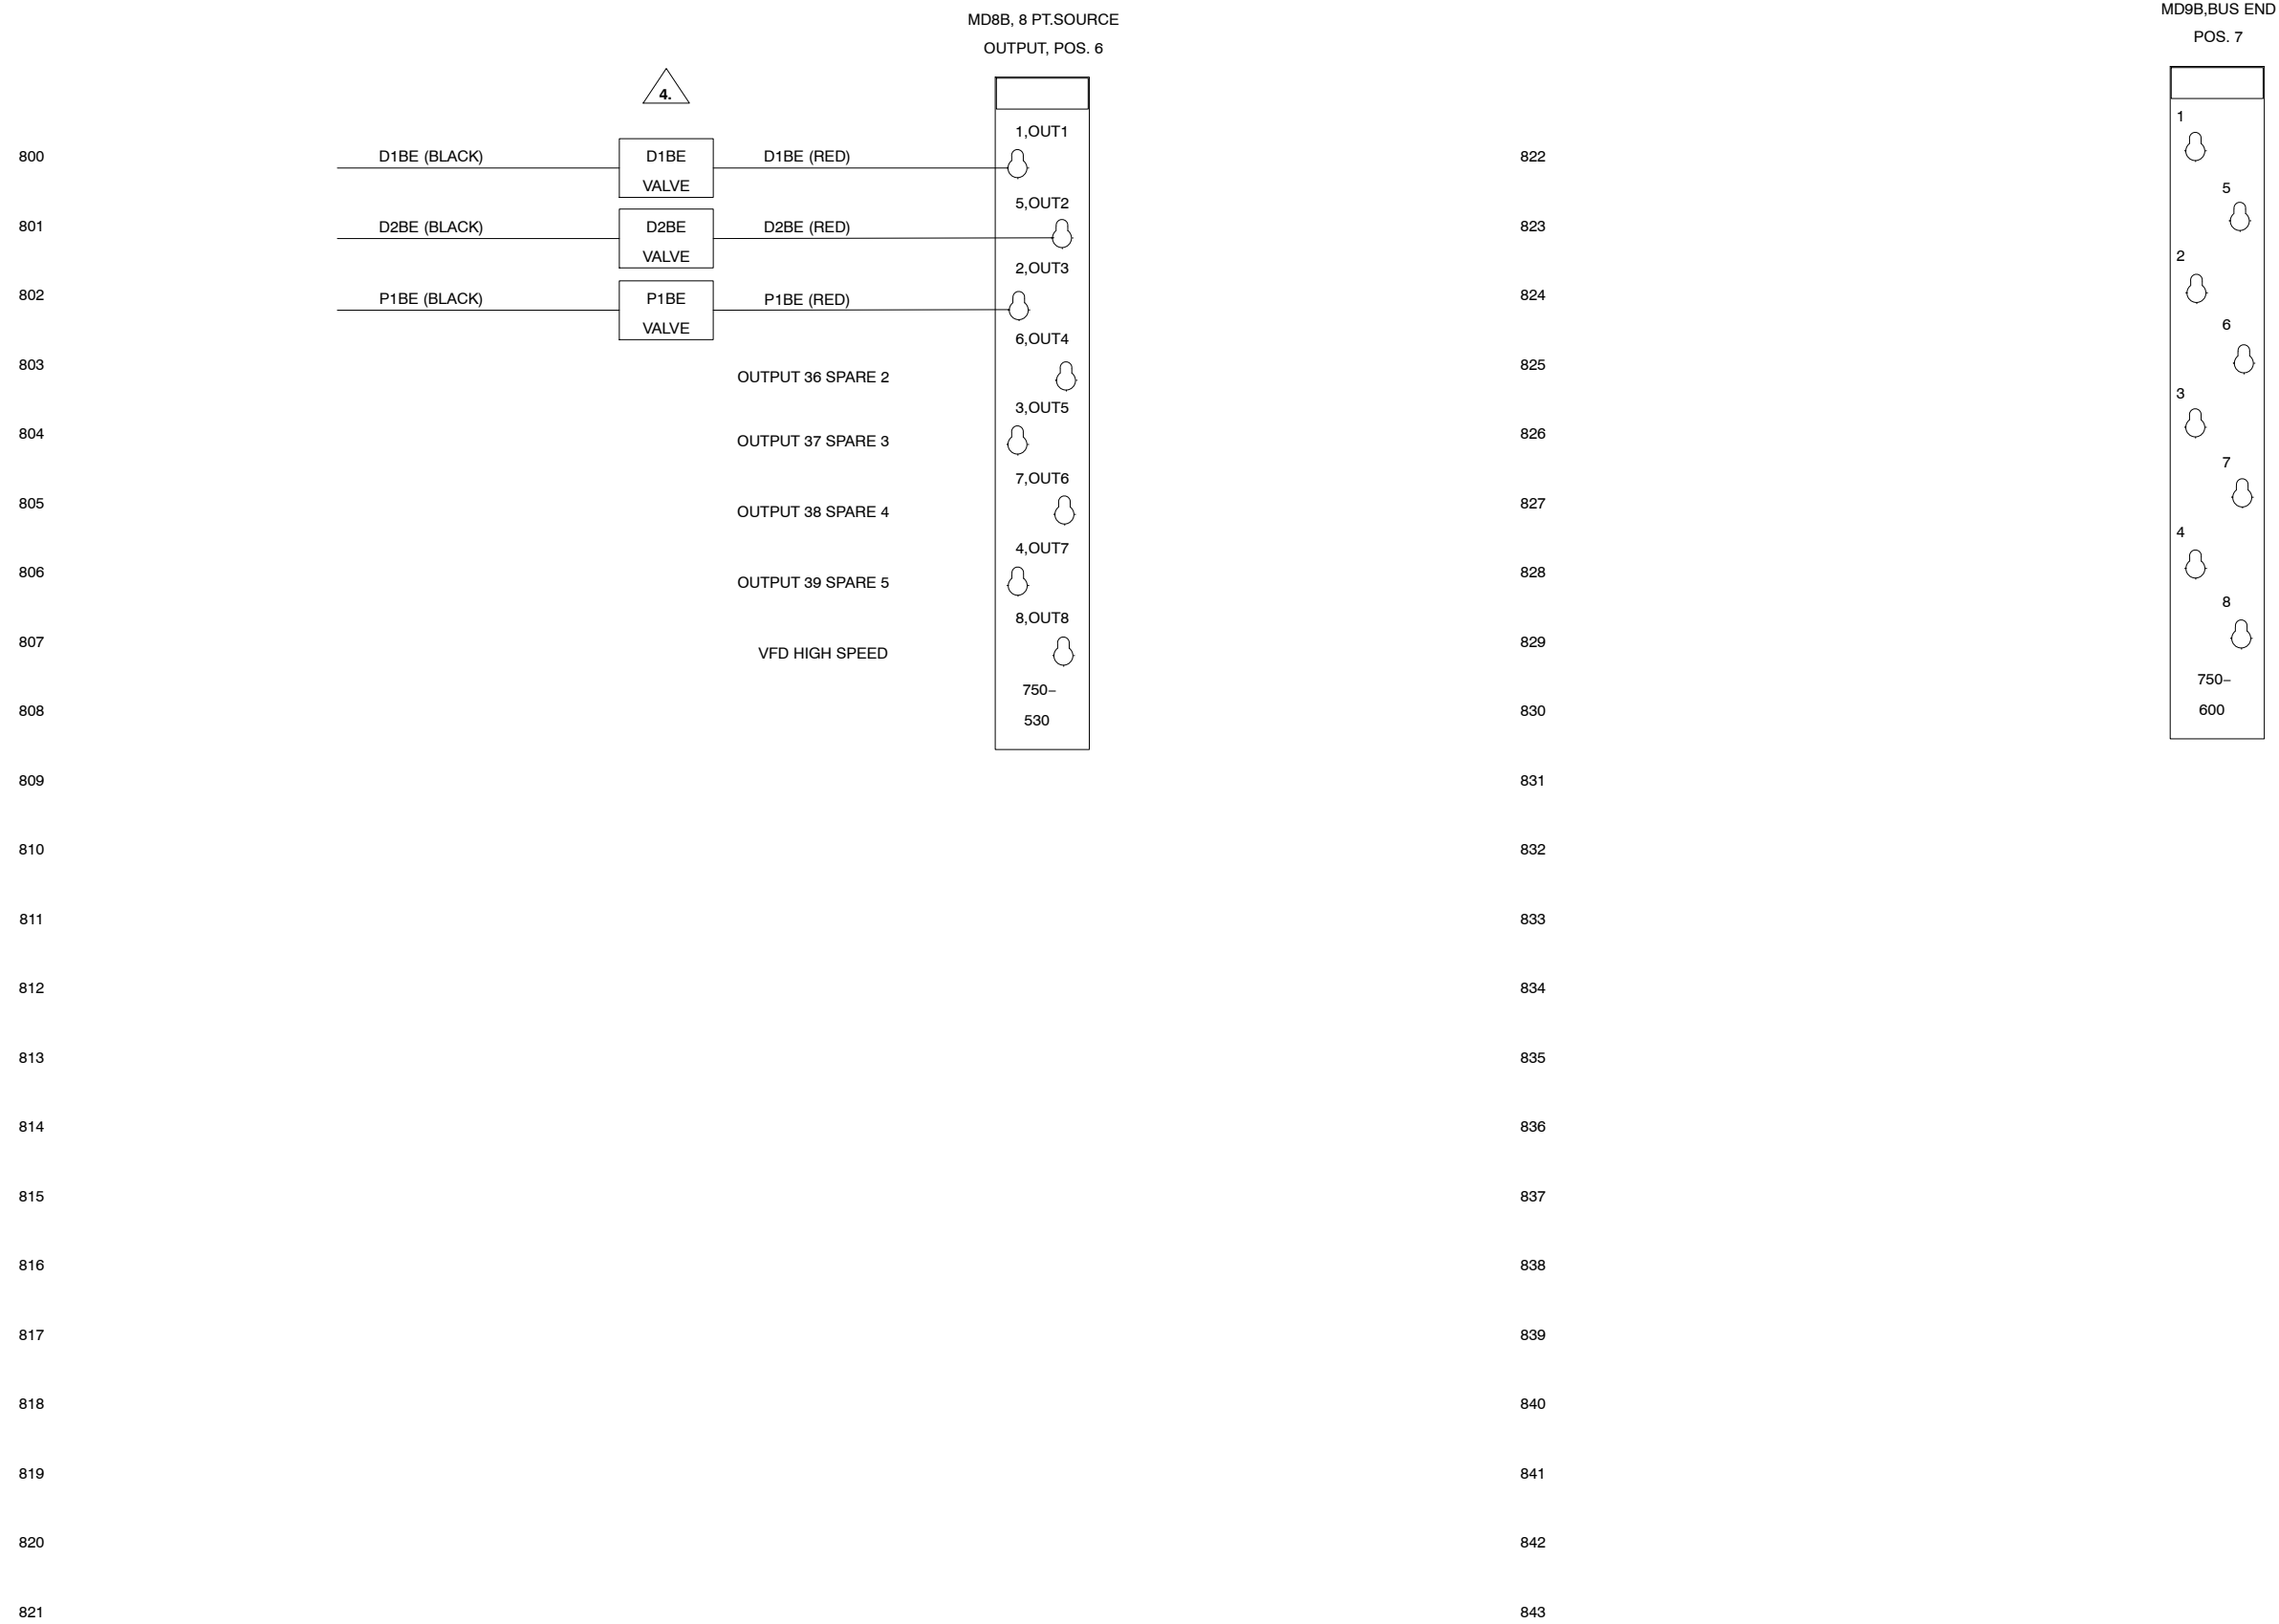 MD8B, 8 PT.SOURCE
OUTPUT, POS. 6
4.
1,OUT1
800
D1BE (BLACK)
D1BE
VALVE
D1BE (RED)
5,OUT2
801
D2BE (BLACK)
D2BE
VALVE
D2BE (RED)
2,OUT3
802
P1BE (BLACK)
P1BE
VALVE
P1BE (RED)
6,OUT4
803
OUTPUT 36 SPARE 2
3,OUT5
804
OUTPUT 37 SPARE 3
7,OUT6
805
OUTPUT 38 SPARE 4
4,OUT7
806
OUTPUT 39 SPARE 5
8,OUT8
807
VFD HIGH SPEED
750–
530
808
809
810
811
812
813
814
815
816
817
818
819
820
821
MD9B,BUS END
POS. 7
1
822
5
823
2
824
6
825
3
826
7
827
4
828
8
829
750–
600
830
831
832
833
834
835
836
837
838
839
840
841
842
843